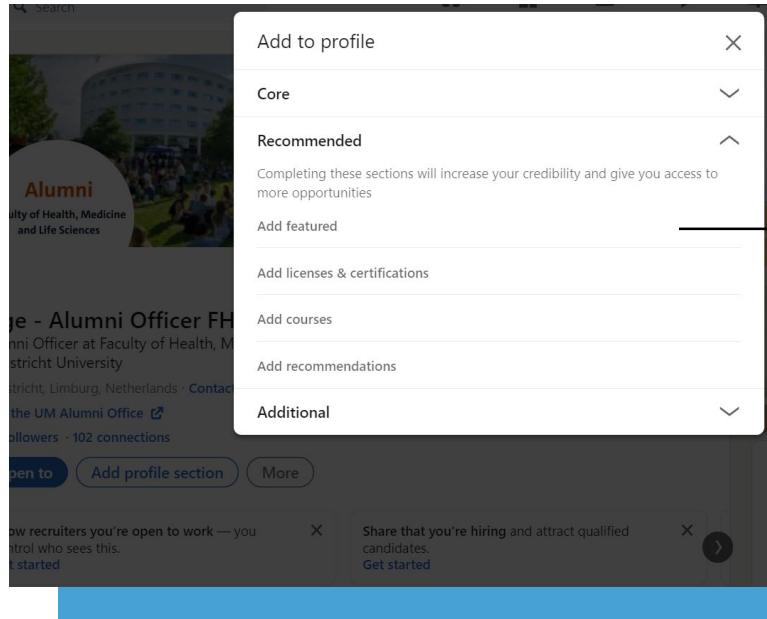 Search
Add to profile
Core
Recommended
Completing these sections will increase your credibility and give you access to
more opportunities
Add featured
Add licenses & certifications
Add courses
Add recommendations
Additional
Alumni
ulty of Health, Medicine
and Life Sciences
ge - Alumni Officer FH
nni Officer at Faculty of Health, M
stricht University
stricht, Limburg, Netherlands · Contac
the UM Alumni Office
ollowers · 102 connections
pen to Add profile section More
ow recruiters you're open to work — you
ntrol who sees this.
t started
Share that you're hiring and attract qualified
candidates.
Get started